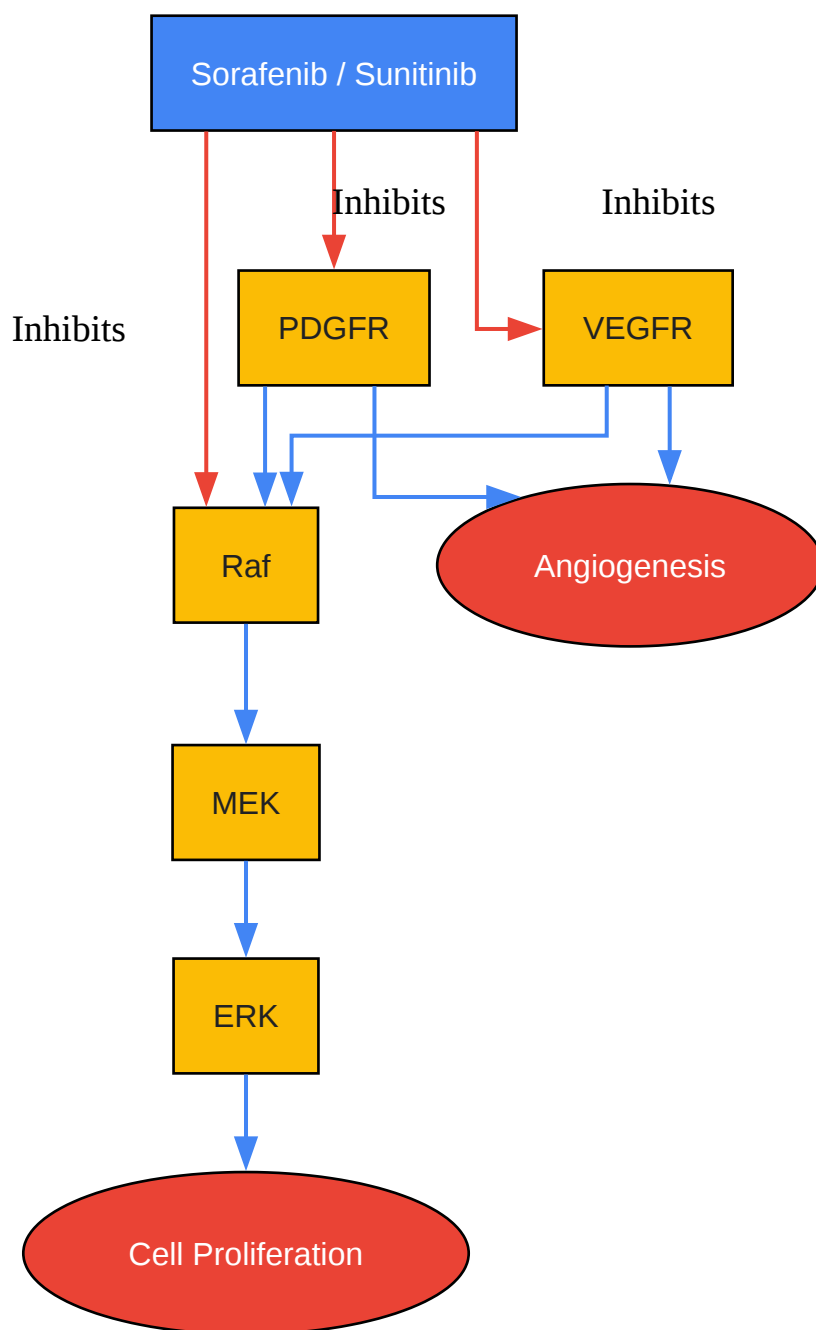 Sorafenib / Sunitinib
Inhibits
Inhibits
Inhibits
PDGFR
VEGFR
Raf
Angiogenesis
MEK
ERK
Cell Proliferation